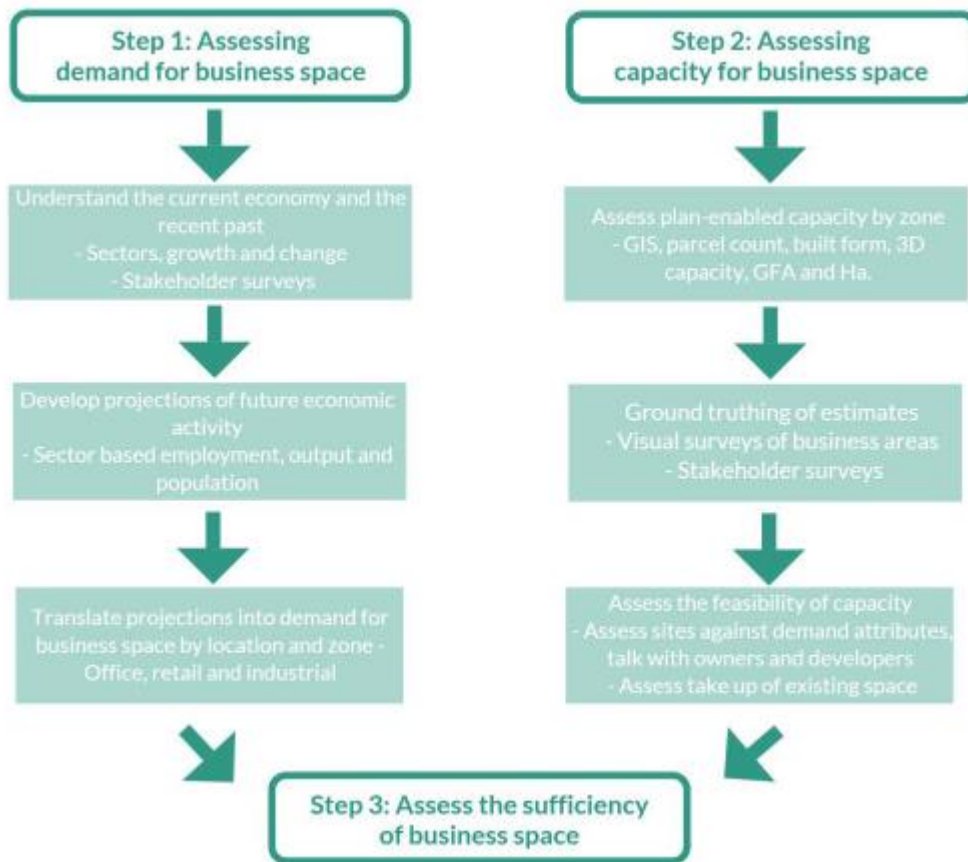 Step 1: Assessing
demand for business space
Understand the current economy and the
recent past
- Sectors, growth and change
- Stakeholder surveys
Develop projections of future economic
activity
- Sector based employment, output and
population
Translate projections into demand for
business space by location and zone -
Office, retail and industrial
Step 2: Assessing
capacity for business space
Assess plan-enabled capacity by zone
- GIS, parcel count, built form, 3D
capacity, GFA and Ha.
Ground truthing of estimates
- Visual surveys of business areas
- Stakeholder surveys
Assess the feasibility of capacity
- Assess sites against demand attributes,
talk with owners and developers
- Assess take up of existing space
Step 3: Assess the sufficiency
of business space